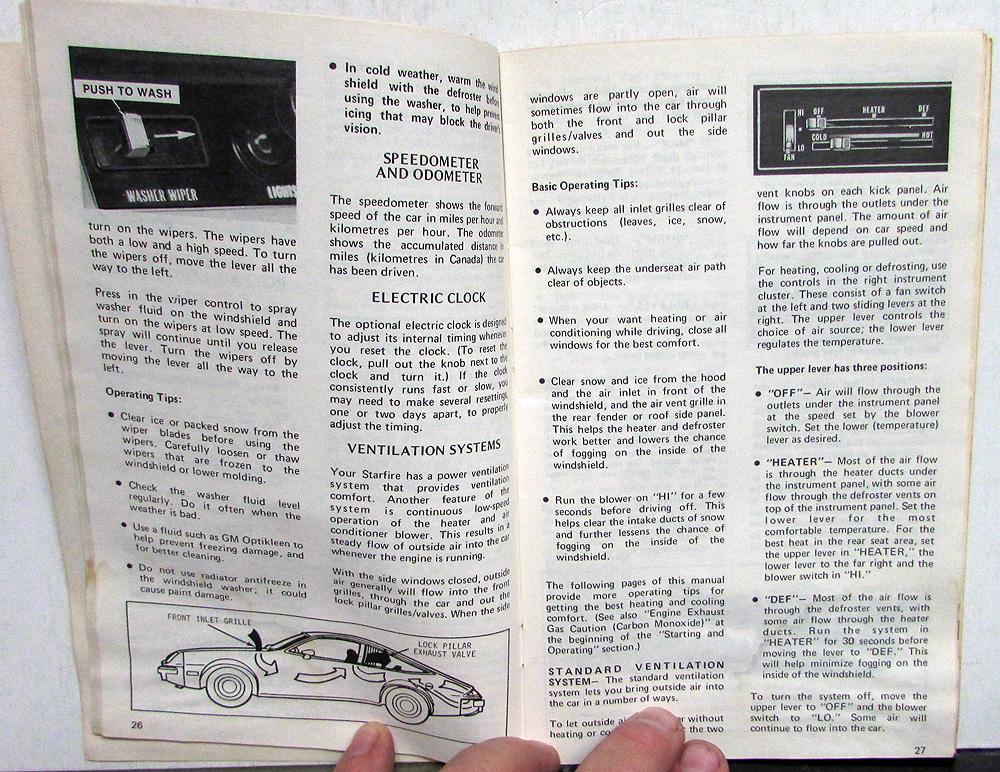 PUSH TO WASH
WASHER WIPER
LIGHTS
turn on the wipers. The wipers have
both a low and a high speed. To turn
the wipers off, move the lever all the
way to the left.
Press in the wiper control to spray
washer fluid on the windshield and
turn on the wipers at low speed. The
spray will continue until you release
the lever. Turn the wipers off by
moving the lever all the way to the
left.
Operating Tips:
● Clear ice or packed snow from the
wiper blades before using the
wipers. Carefully loosen or thaw
wipers that are frozen to the
windshield or lower molding.
● Check the washer fluid level
regularly. Do it often when the
weather is bad.
● Use a fluid such as GM Optikleen to
help prevent freezing damage, and
for better cleaning.
● Do not use radiator antifreeze in
the windshield washer; it could
cause paint damage.
● In cold weather, warm the wind
shield with the defroster before
using the washer, to help prevent
icing that may block the driver's
vision.
SPEEDOMETER
AND ODOMETER
The speedometer shows the forward
speed of the car in miles per hour and
kilometres per hour. The odometer
shows the accumulated distance in
miles (kilometres in Canada) the car
has been driven.
ELECTRIC CLOCK
The optional electric clock is designed
to adjust its internal timing whenever
you reset the clock. (To reset the
clock, pull out the knob next to the
clock and turn it.) If the clock
consistently runs fast or slow, you
may need to make several resettings,
one or two days apart, to properly
adjust the timing.
VENTILATION SYSTEMS
Your Starfire has a power ventilation
system that provides ventilation
comfort. Another feature of the
system is continuous low-speed
operation of the heater and air
conditioner blower. This results in a
steady flow of outside air into the car
whenever the engine is running.
With the side windows closed, outside
air generally will flow into the front
grilles, through the car and out the
lock pillar grilles/valves. When the side
FRONT INLET GRILLE
LOCK PILLAR
EXHAUST VALVE
26
windows are partly open, air will
sometimes flow into the car through
both the front and lock pillar
grilles/valves and out the side
windows.
Basic Operating Tips:
● Always keep all inlet grilles clear of
obstructions (leaves, ice, snow,
etc.).
● Always keep the underseat air path
clear of objects.
● When you want heating or air
conditioning while driving, close all
windows for the best comfort.
● Clear snow and ice from the hood
and the air inlet in front of the
windshield, and the air vent grille in
the rear fender or roof side panel.
This helps the heater and defroster
work better and lowers the chance
of fogging on the inside of the
windshield.
● Run the blower on "HI" for a few
seconds before driving off. This
helps clear the intake ducts of snow
and further lessens the chance of
fogging on the inside of the
windshield.
The following pages of this manual
provide more operating tips for
getting the best heating and cooling
comfort. (See also "Engine Exhaust
Gas Caution (Carbon Monoxide)" at
the beginning of the "Starting and
Operating" section.)
STANDARD VENTILATION
SYSTEM— The standard ventilation
system lets you bring outside air into
the car in a number of ways.
To let outside air without
heating or the two
HI OFF HEATER DEF
COLD HOT
LO
FAN
vent knobs on each kick panel. Air
flow is through the outlets under the
instrument panel. The amount of air
flow will depend on car speed and
how far the knobs are pulled out.
For heating, cooling or defrosting, use
the controls in the right instrument
cluster. These consist of a fan switch
at the left and two sliding levers at the
right. The upper lever controls the
choice of air source; the lower lever
regulates the temperature.
The upper lever has three positions:
● "OFF"— Air will flow through the
outlets under the instrument panel
at the speed set by the blower
switch. Set the lower (temperature)
lever as desired.
● "HEATER"— Most of the air flow
is through the heater ducts under
the instrument panel, with some air
flow through the defroster vents on
top of the instrument panel. Set the
lower lever for the most
comfortable temperature. For the
best heat in the rear seat area, set
the upper lever in "HEATER," the
lower lever to the far right and the
blower switch in "HI."
● "DEF"— Most of the air flow is
through the defroster vents, with
some air flow through the heater
ducts. Run the system in
"HEATER" for 30 seconds before
moving the lever to "DEF." This
will help minimize fogging on the
inside of the windshield.
To turn the system off, move the
upper lever to "OFF" and the blower
switch to "LO." Some air will
continue to flow into the car.
27